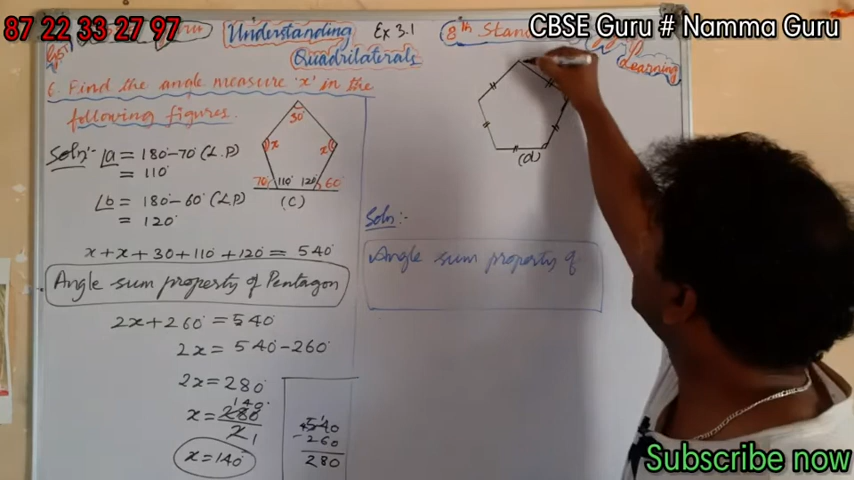 87 22 33 27 97
CBSE Guru # Namma Guru
Understanding
Quadrilaterals
Ex 3.1
8th Stan
Learning
6. Find the angle measure 'x' in the
following figures.
30°
x x
70° 110° 120° 60°
(C)
(d)
Soln:- ∠a = 180-70° (L.P)
= 110°
∠b = 180-60° (L.P)
= 120°
x + x + 30 + 110 + 120° = 540°
Angle sum property of Pentagon
2x + 260° = 540°
2x = 540° - 260°
2x = 280°
140°
x = 280°
2 1
x = 140°
540
- 260
280
Soln:-
Angle sum property of
Subscribe now